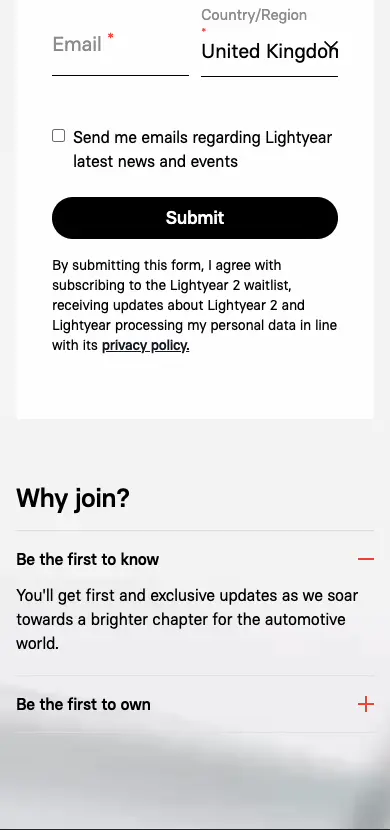 Country/Region
*
Email *
United Kingdom
Send me emails regarding Lightyear
latest news and events
Submit
By submitting this form, I agree with
subscribing to the Lightyear 2 waitlist,
receiving updates about Lightyear 2 and
Lightyear processing my personal data in line
with its privacy policy.
Why join?
Be the first to know
You'll get first and exclusive updates as we soar
towards a brighter chapter for the automotive
world.
Be the first to own